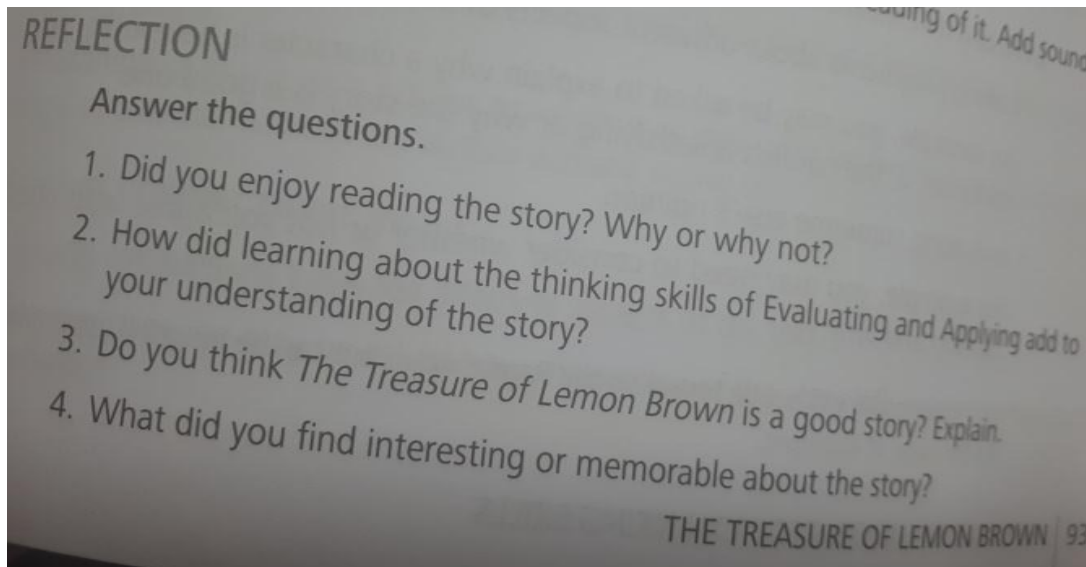 ding of it. Add sound
REFLECTION
Answer the questions.
1. Did you enjoy reading the story? Why or why not?
2. How did learning about the thinking skills of Evaluating and Applying add to
your understanding of the story?
3. Do you think The Treasure of Lemon Brown is a good story? Explain.
4. What did you find interesting or memorable about the story?
THE TREASURE OF LEMON BROWN | 93